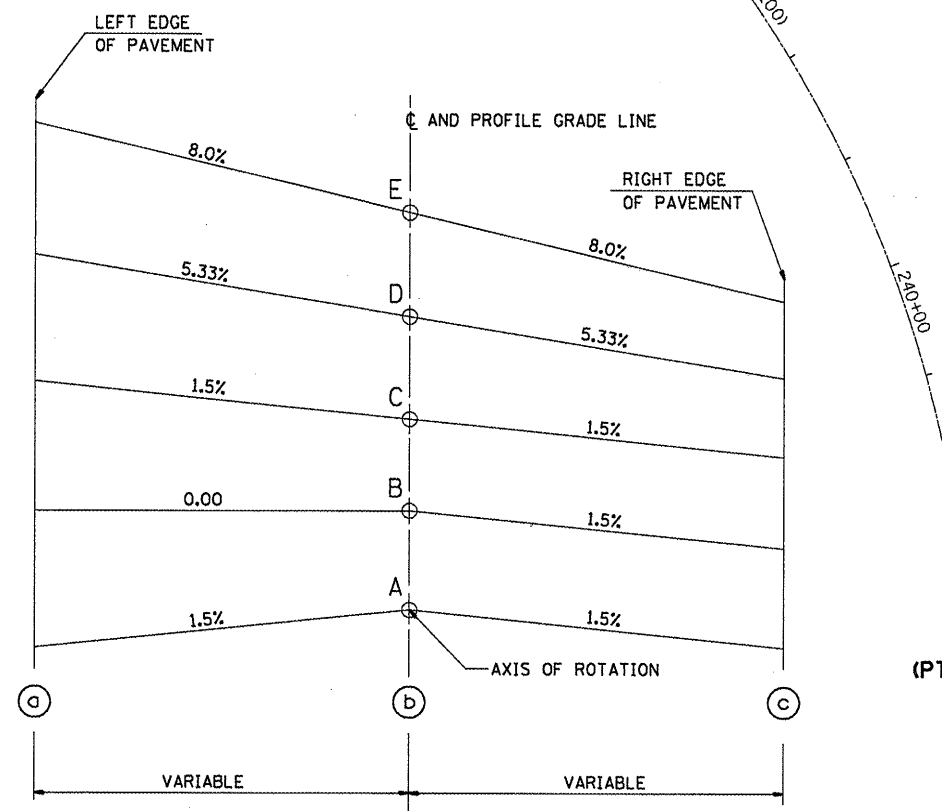 LEFT EDGE
OF PAVEMENT
℄ AND PROFILE GRADE LINE
8.0%
E
RIGHT EDGE
OF PAVEMENT
8.0%
5.33%
D
5.33%
240+00
1.5%
C
1.5%
0.00
B
1.5%
A
1.5%
1.5%
AXIS OF ROTATION
(PT
a
b
c
VARIABLE
VARIABLE